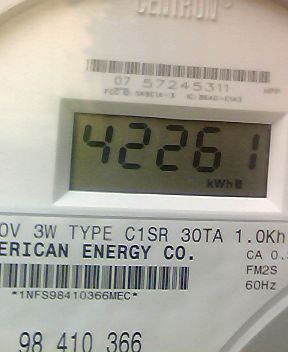 CENTRON®
07 57245311
42261
kWh
0V 3W TYPE C1SR 30TA 1.0Kh
ERICAN ENERGY CO.
CA 0.
FM2S
*1NFS98410366MEC*
60Hz
98 410 366